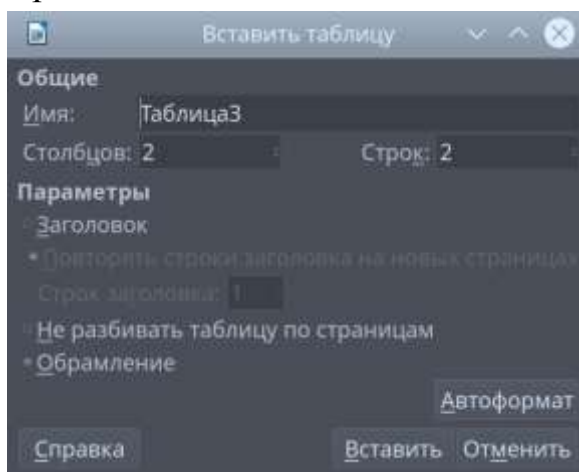 Вставить таблицу
Общие
Имя: Таблица3
Столбцов: 2 Строк: 2
Параметры
Заголовок
Повторять строки заголовка на новых страницах
Строк заголовка: 1
Не разбивать таблицу по страницам
Обрамление
Автоформат
Справка Вставить Отменить